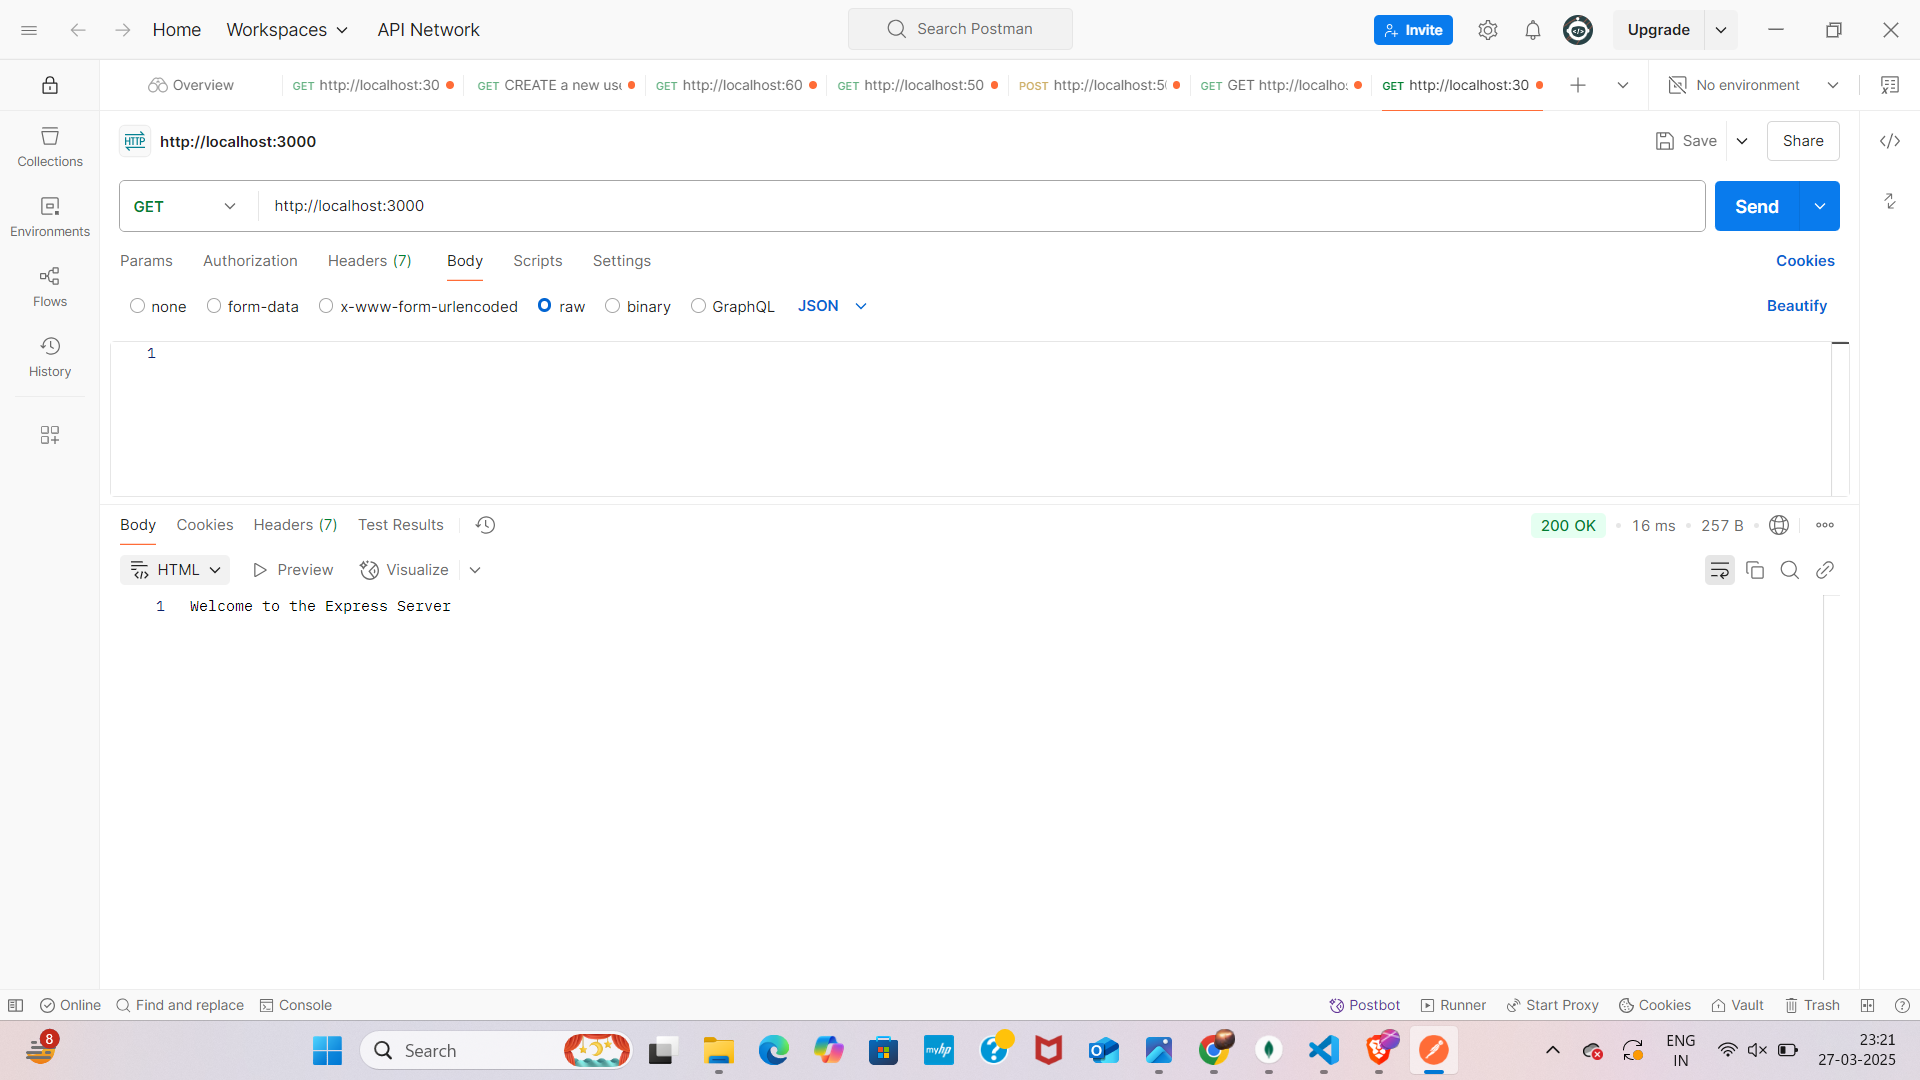 Home
Workspaces
API Network
Search Postman
Invite
Upgrade
Overview
GET http://localhost:30
GET CREATE a new use
GET http://localhost:60
GET http://localhost:50
POST http://localhost:50
GET GET http://localhos
GET http://localhost:30
No environment
Collections
Environments
Flows
History
HTTP
http://localhost:3000
Save
Share
GET
http://localhost:3000
Send
Params
Authorization
Headers (7)
Body
Scripts
Settings
Cookies
none
form-data
x-www-form-urlencoded
raw
binary
GraphQL
JSON
Beautify
1
Body
Cookies
Headers (7)
Test Results
200 OK
16 ms
257 B
HTML
Preview
Visualize
1 Welcome to the Express Server
Online
Find and replace
Console
Postbot
Runner
Start Proxy
Cookies
Vault
Trash
8
Search
myhp
ENG
IN
23:21
27-03-2025